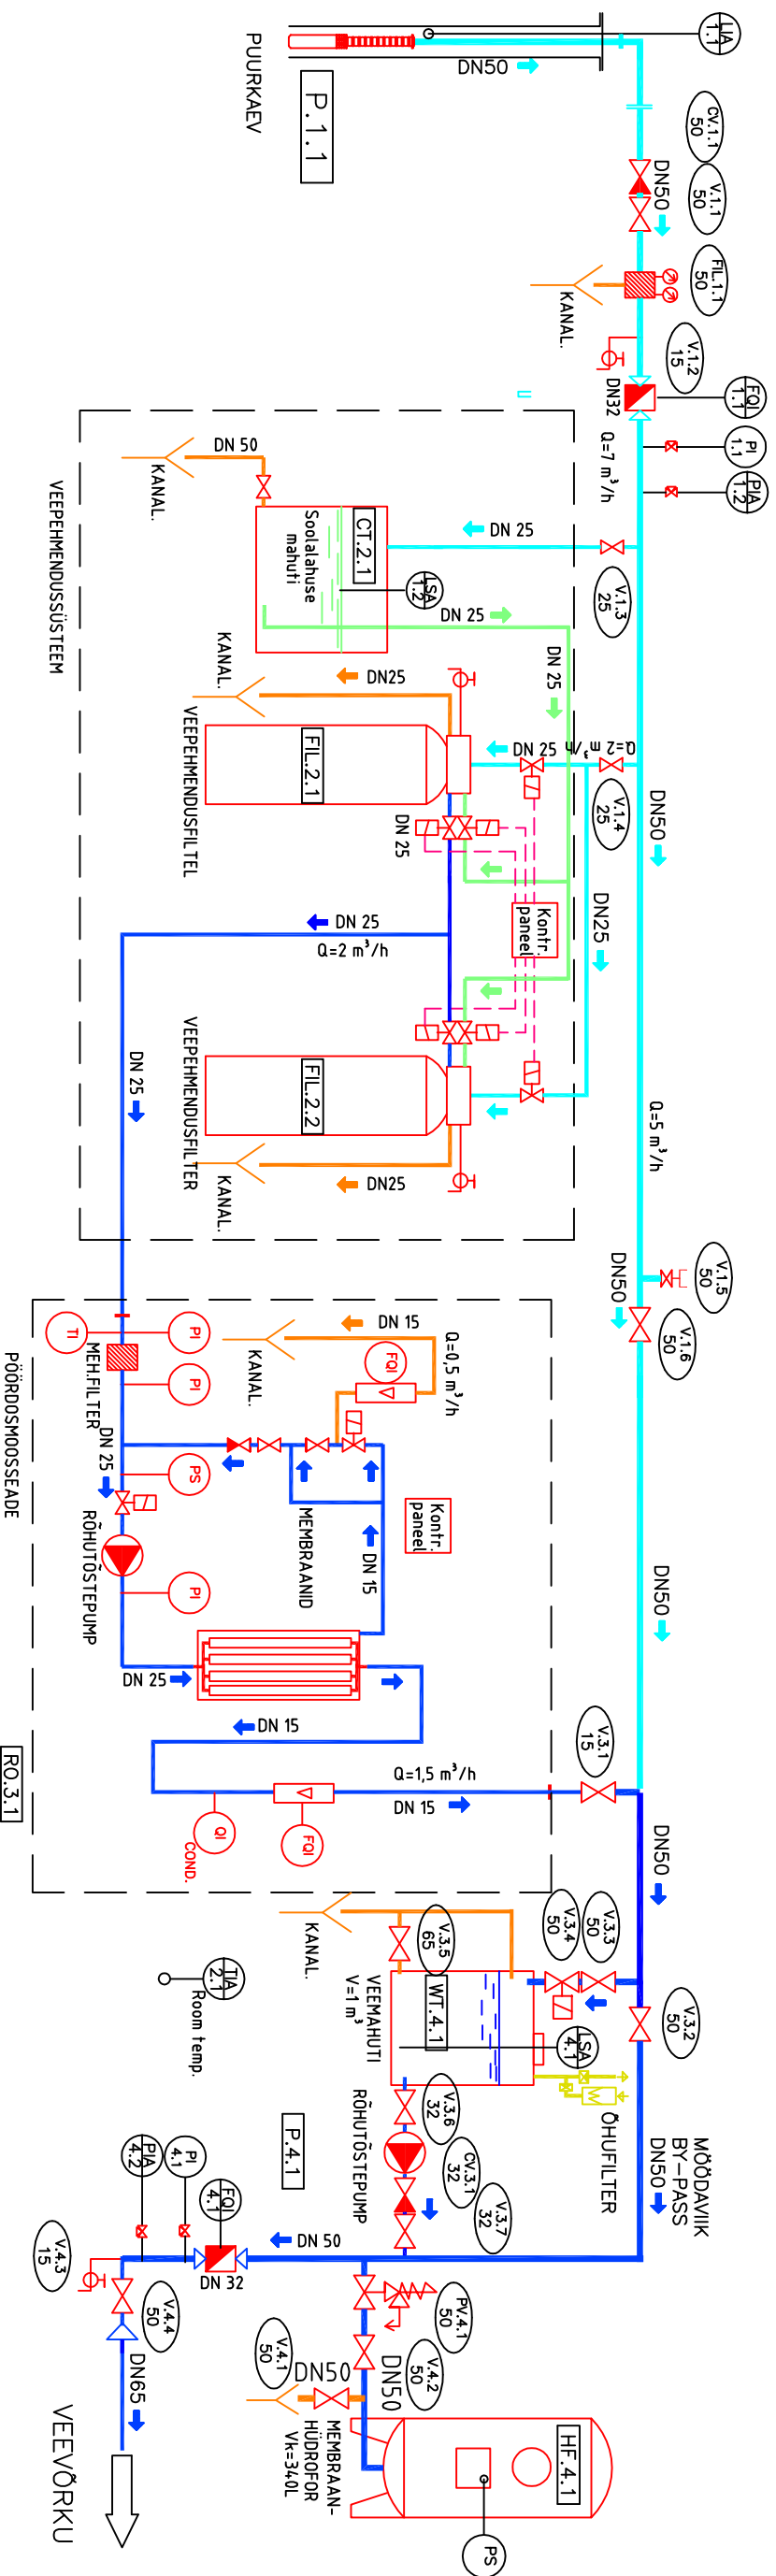 LIA
1.1
DN50
PUURKAEV
P.1.1
CV.1.1
50
V.1.1
50
DN50
FIL.1.1
50
KANAL.
V.1.2
15
DN32
FQI
1.1
PI
1.1
PIA
1.2
Q=7 m³/h
DN 50
KANAL.
VEEPEHMENDUSSÜSTEEM
CT.2.1
Soolalahuse
mahuti
LSA
1.2
DN 25
V.1.3
25
DN 25
DN 25
KANAL.
DN25
FIL.2.1
VEEPEHMENDUSFILTEL
DN 25
Q=2 m³/h
V.1.4
25
DN50
DN 25
Kontr.
paneel
DN25
DN 25
Q=2 m³/h
DN 25
FIL.2.2
VEEPEHMENDUSFILTER
KANAL.
DN25
Q=5 m³/h
DN50
V.1.5
50
V.1.6
50
TI
PI
MEH.FILTER
PI
DN 25
PS
RÕHUTÕSTEPUMP
PI
PÖÖRDOSMOOSSEADE
KANAL.
DN 15
FQI
Q=0,5 m³/h
MEMBRAANID
Kontr.
paneel
DN 15
DN 25
DN50
DN 15
Q=1,5 m³/h
DN 15
QI
COND.
FQI
RO.3.1
V.3.1
15
DN50
KANAL.
V.3.5
65
V.3.4
50
V.3.3
50
V.3.2
50
WT.4.1
VEEMAHUTI
V=1 m³
LSA
4.1
TIA
2.1
Room temp.
ÕHUFILTER
V.3.6
32
RÕHUTÕSTEPUMP
CV.3.1
32
V.3.7
32
P.4.1
MÖÖDAVIIK
BY-PASS
DN50
PIA
4.2
PI
4.1
FQI
4.1
DN 50
DN 32
V.4.3
15
V.4.4
50
DN65
VEEVÕRKU
PV.4.1
50
V.4.2
50
V.4.1
50
DN50
DN50
MEMBRAAN-
HÜDROFOR
Vk=340L
HF.4.1
PS